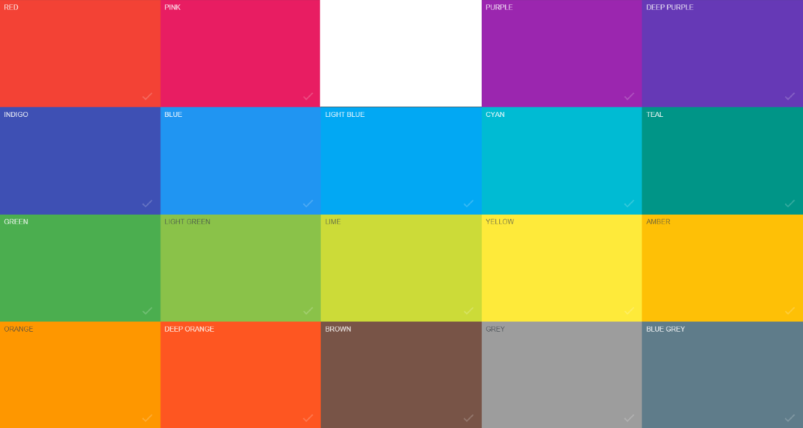 RED
PINK
PURPLE
DEEP PURPLE
INDIGO
BLUE
LIGHT BLUE
CYAN
TEAL
GREEN
LIGHT GREEN
LIME
YELLOW
AMBER
ORANGE
DEEP ORANGE
BROWN
GREY
BLUE GREY